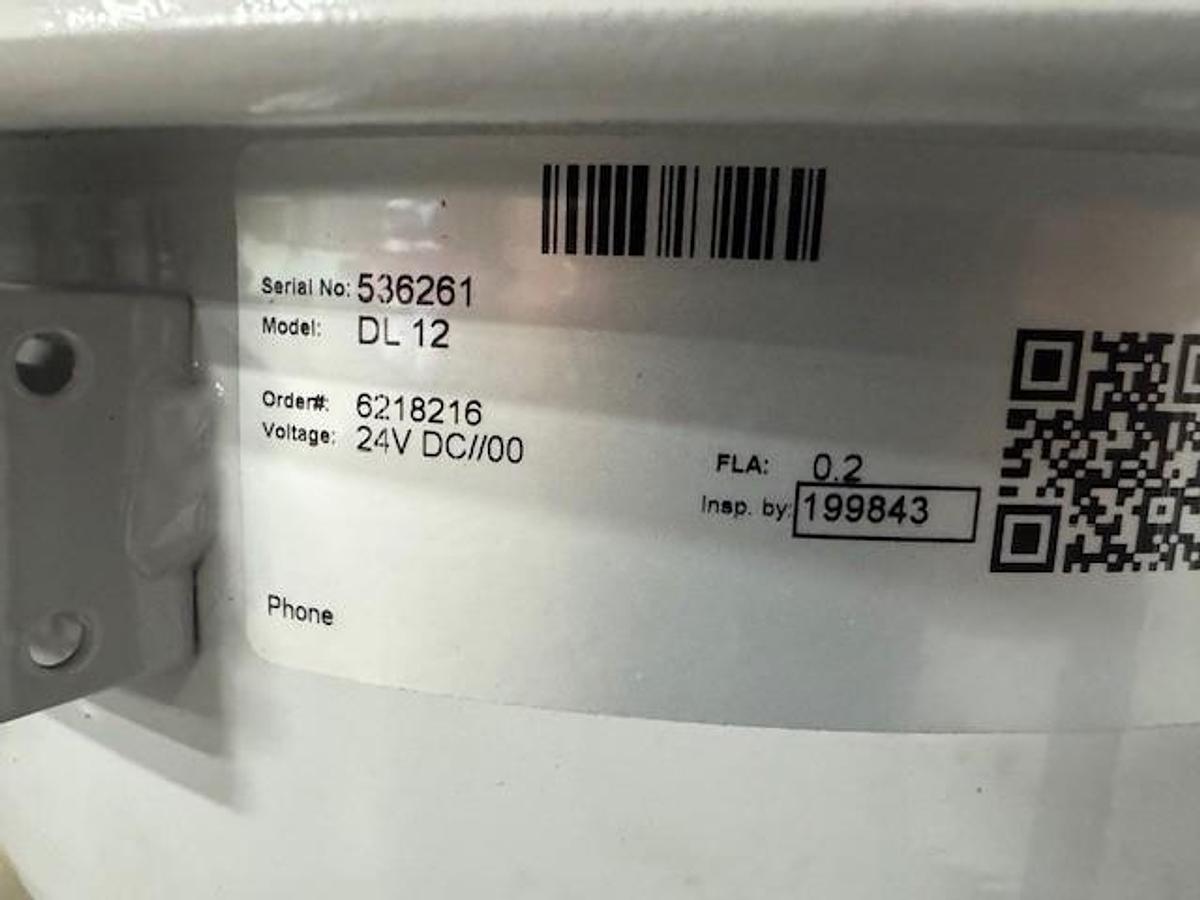 Serial No: 536261
Model: DL 12
Order#: 6218216
Voltage: 24V DC//00
FLA: 0.2
Insp. by: 199843
Phone